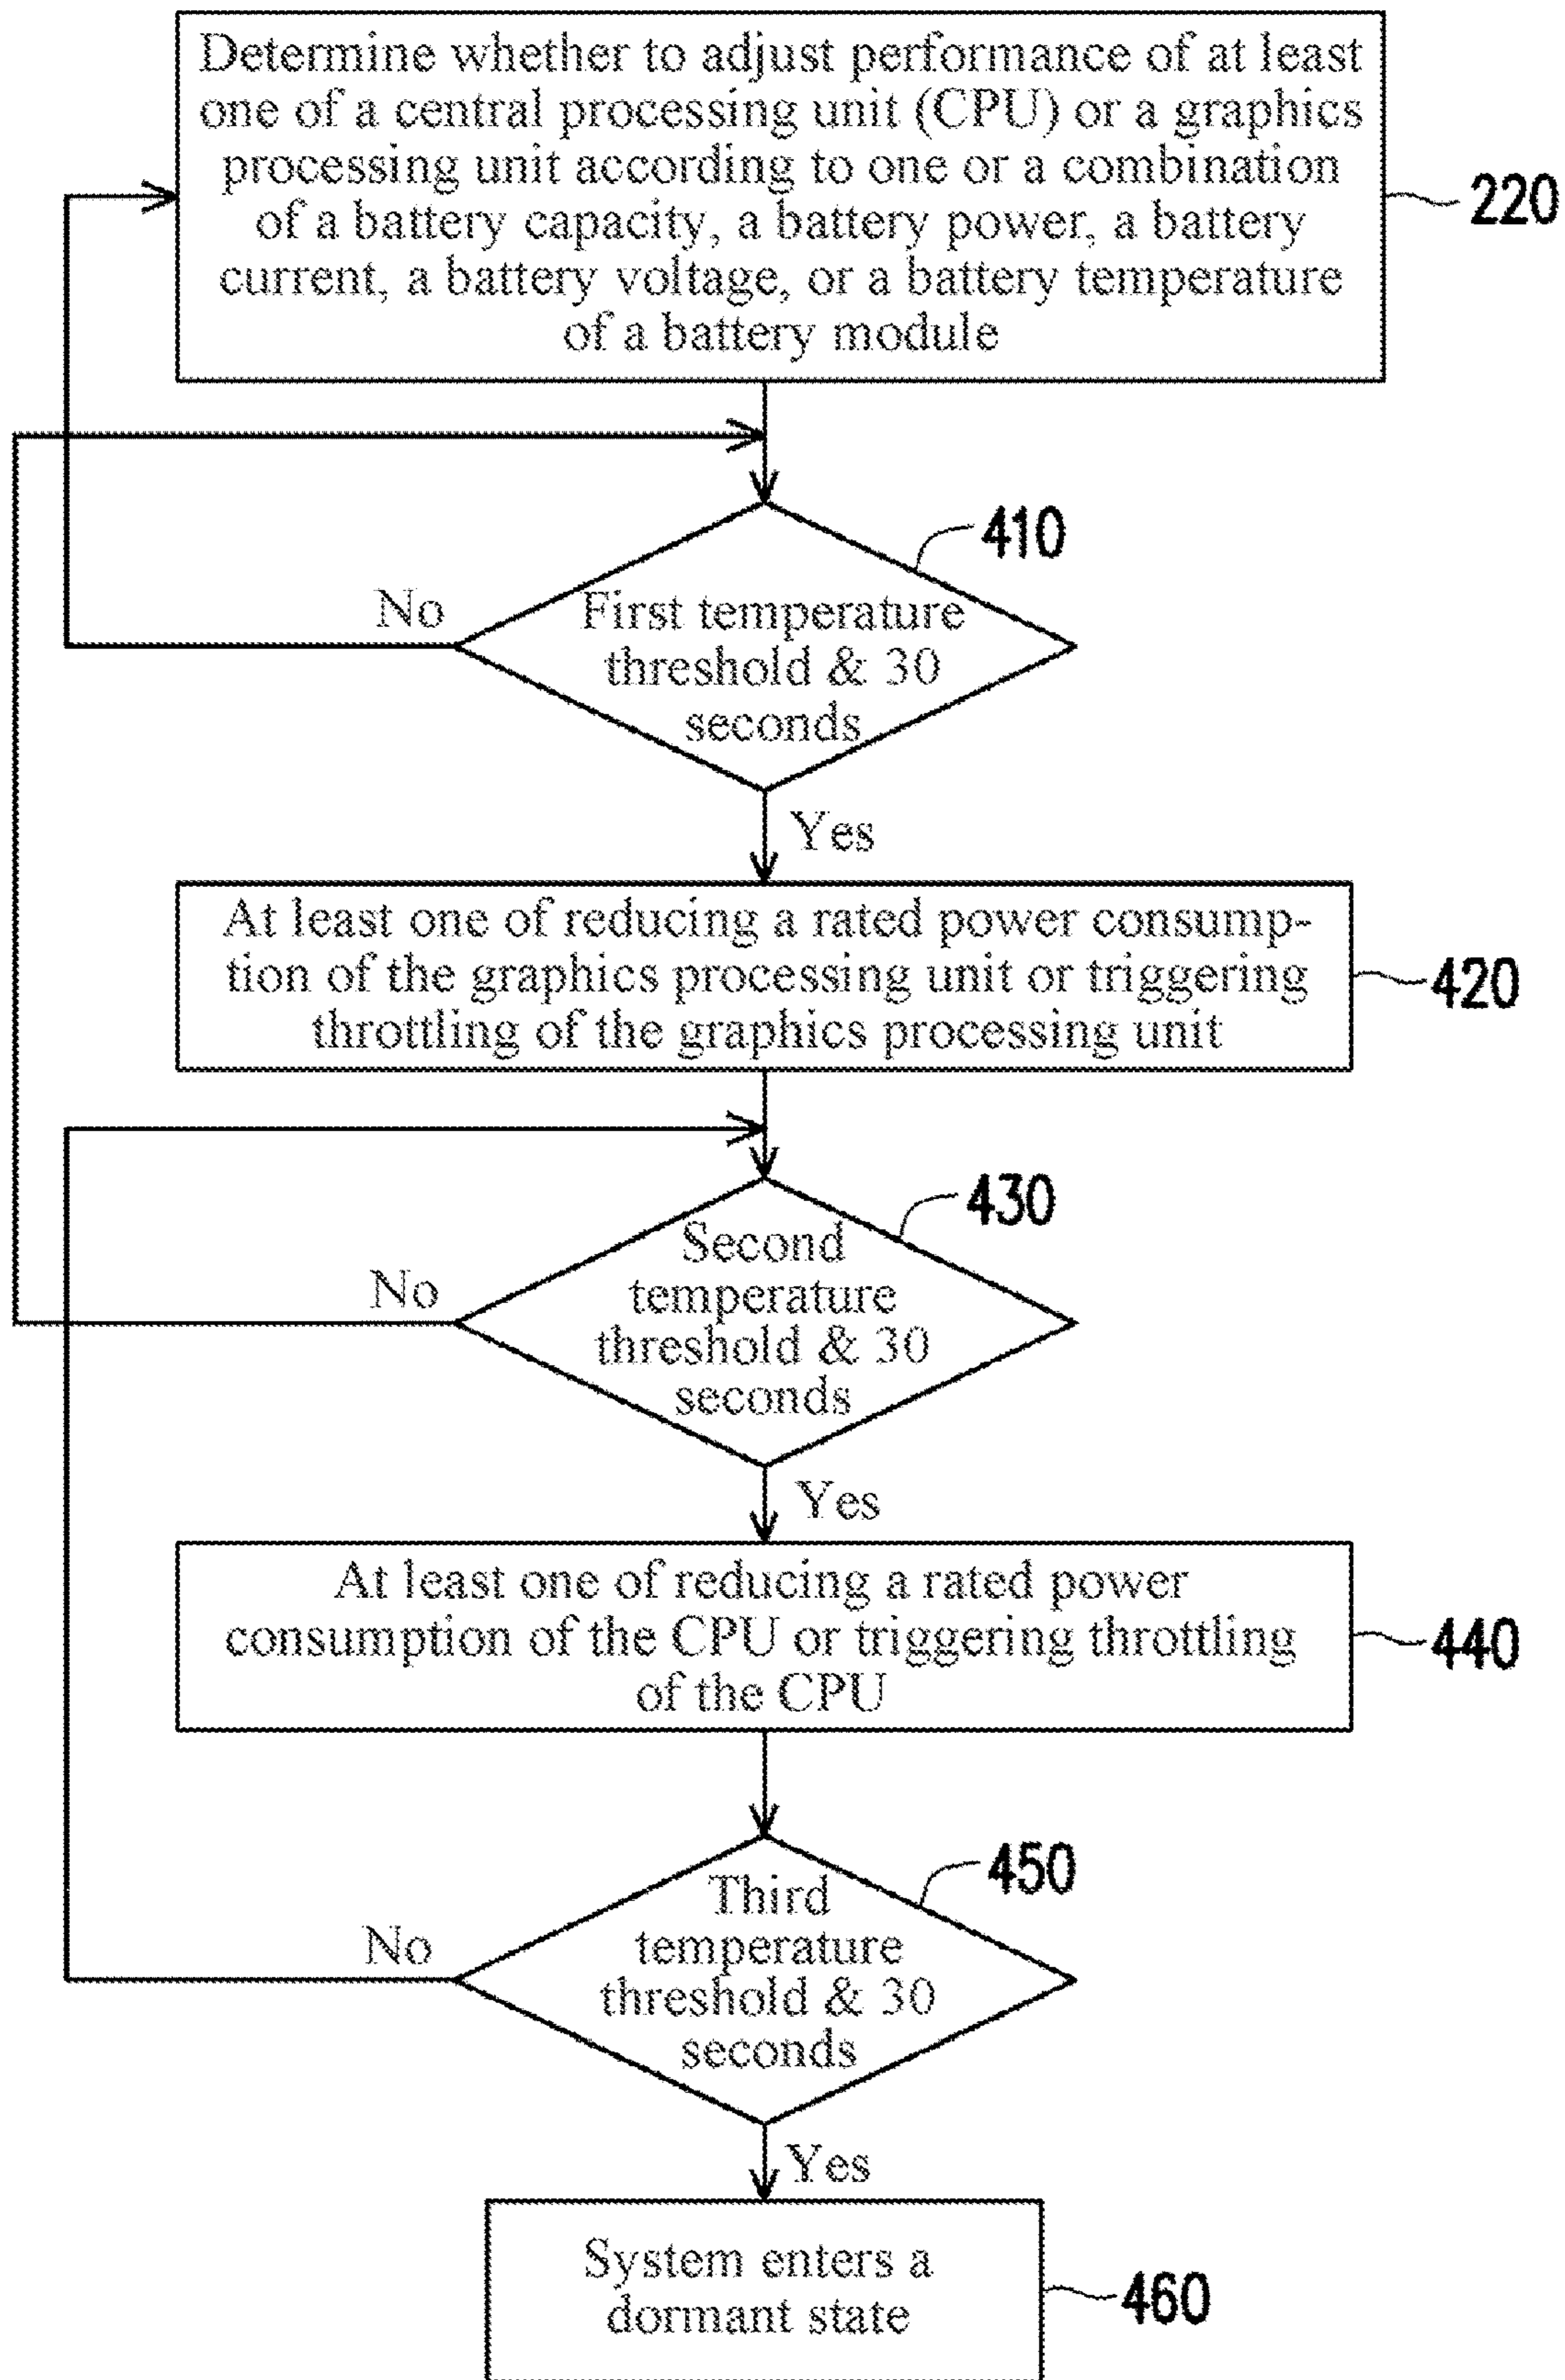 Determine whether to adjust performance of at least
one of a central processing unit (CPU) or a graphics
processing unit according to one or a combination
of a battery capacity, a battery power, a battery
current, a battery voltage, or a battery temperature
of a battery module
220
410
No
First temperature
threshold & 30
seconds
Yes
At least one of reducing a rated power consump-
tion of the graphics processing unit or triggering
throttling of the graphics processing unit
420
430
No
Second
temperature
threshold & 30
seconds
Yes
At least one of reducing a rated power
consumption of the CPU or triggering throttling
of the CPU
440
450
No
Third
temperature
threshold & 30
seconds
Yes
System enters a
dormant state
460